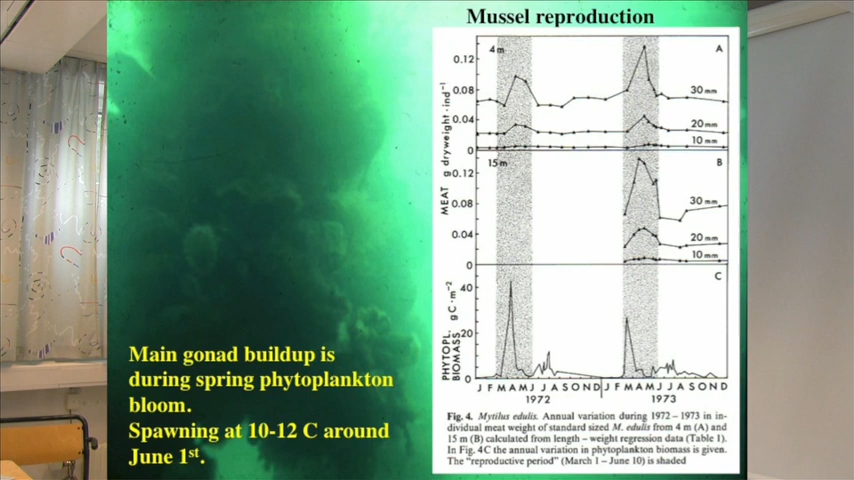 Mussel reproduction
4 m
A
0.12
0.08
0.04
0
30 mm
20 mm
10 mm
15 m
B
0.12
0.08
0.04
0
30 mm
20 mm
10 mm
MEAT g dryweight · ind⁻¹
C
40
20
0
PHYTOPL. BIOMASS g C · m⁻²
J F M A M J J A S O N D J F M A M J J A S O N D
1972 1973
Fig. 4. Mytilus edulis. Annual variation during 1972 – 1973 in in-
dividual meat weight of standard sized M. edulis from 4 m (A) and
15 m (B) calculated from length – weight regression data (Table 1).
In Fig. 4C the annual variation in phytoplankton biomass is given.
The “reproductive period” (March 1 – June 10) is shaded
Main gonad buildup is
during spring phytoplankton
bloom.
Spawning at 10-12 C around
June 1st.